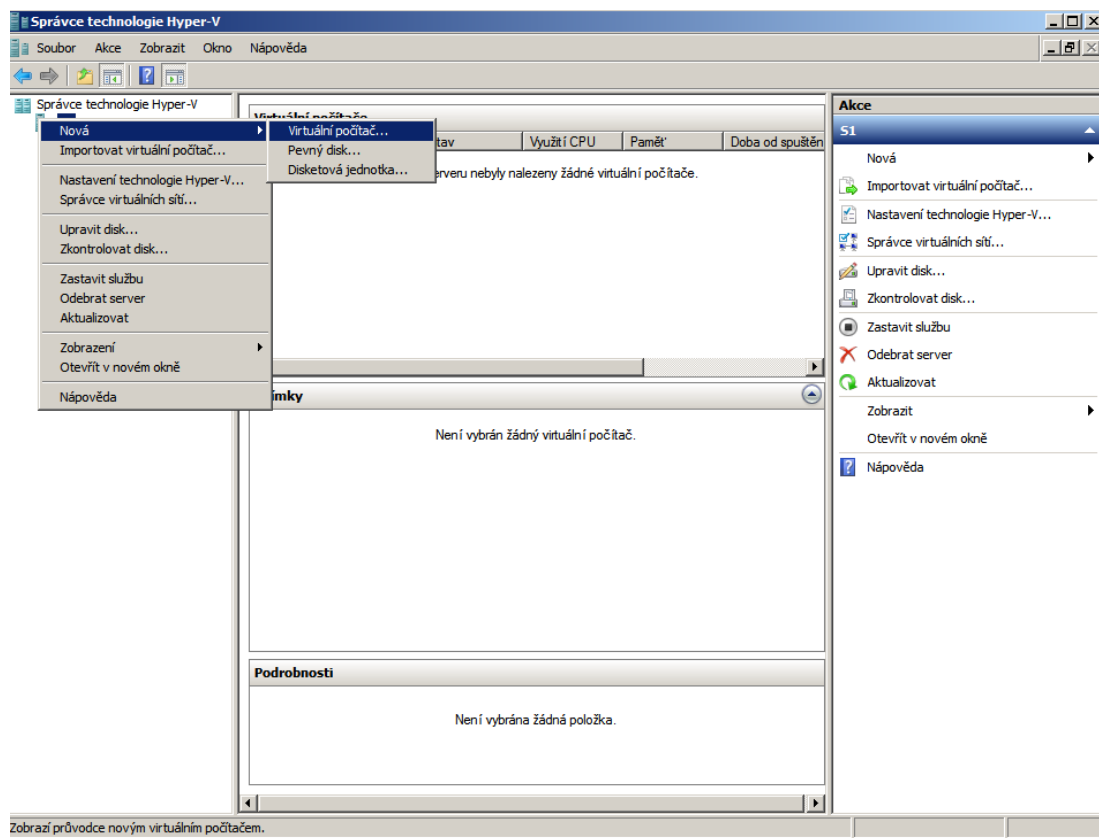 Správce technologie Hyper-V
Soubor Akce Zobrazit Okno Nápověda
Správce technologie Hyper-V
Nová
Importovat virtuální počítač...
Nastavení technologie Hyper-V...
Správce virtuálních sítí...
Upravit disk...
Zkontrolovat disk...
Zastavit službu
Odebrat server
Aktualizovat
Zobrazení
Otevřít v novém okně
Nápověda
Virtuální počítač...
Pevný disk...
Disketová jednotka...
Virtuální počítače
tav Využití CPU Paměť Doba od spuštěn
erveru nebyly nalezeny žádné virtuální počítače.
ímky
Není vybrán žádný virtuální počítač.
Podrobnosti
Není vybrána žádná položka.
Akce
S1
Nová
Importovat virtuální počítač...
Nastavení technologie Hyper-V...
Správce virtuálních sítí...
Upravit disk...
Zkontrolovat disk...
Zastavit službu
Odebrat server
Aktualizovat
Zobrazit
Otevřít v novém okně
Nápověda
Zobrazí průvodce novým virtuálním počítačem.